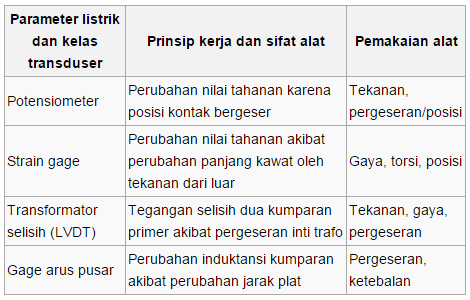 Parameter listrik
dan kelas
transduser
Prinsip kerja dan sifat alat
Pemakaian alat
Potensiometer
Perubahan nilai tahanan karena
posisi kontak bergeser
Tekanan,
pergeseran/posisi
Strain gage
Perubahan nilai tahanan akibat
perubahan panjang kawat oleh
tekanan dari luar
Gaya, torsi, posisi
Transformator
selisih (LVDT)
Tegangan selisih dua kumparan
primer akibat pergeseran inti trafo
Tekanan, gaya,
pergeseran
Gage arus pusar
Perubahan induktansi kumparan
akibat perubahan jarak plat
Pergeseran,
ketebalan